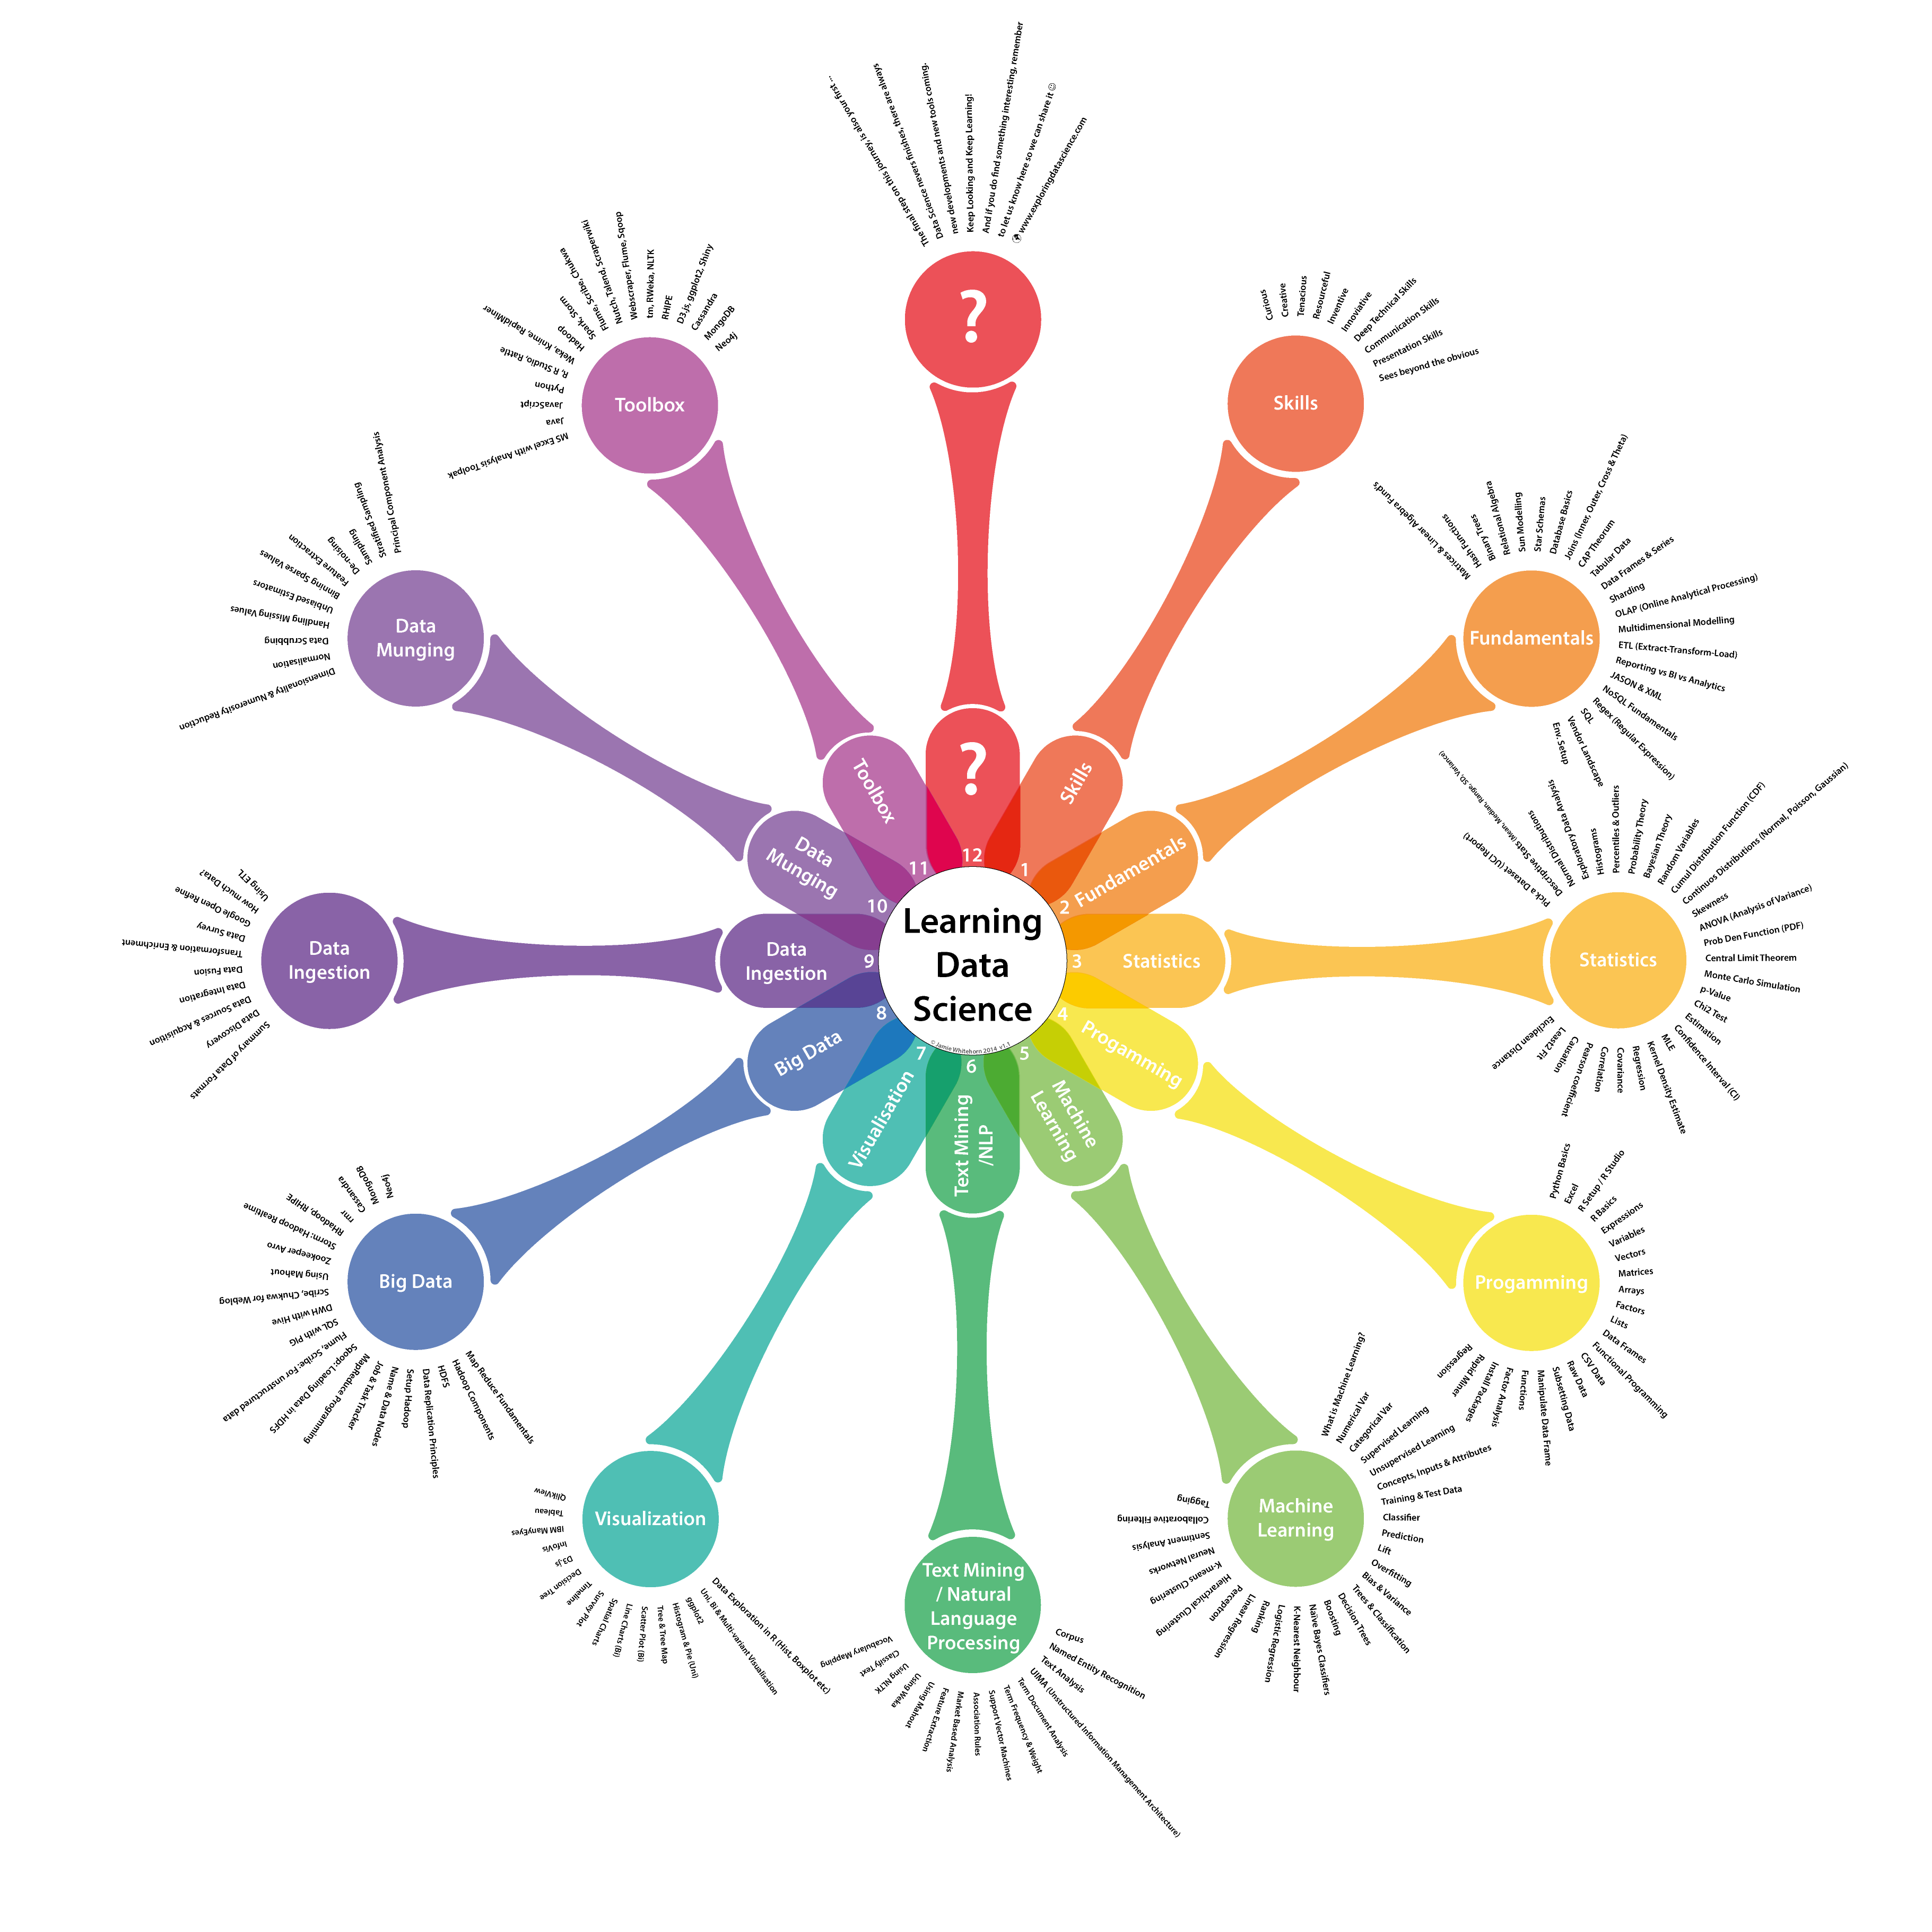 Learning
Data
Science
© Jamie Whitehorn 2014 v1.1
12
?
?
The final step on this journey, is also your first ...
Data Science nevers finishes, there are always
new developments and new tools coming.
Keep Looking and Keep Learning!
And if you do find something interesting, remember
to let us know here so we can share it ☺
www.exploringdatascience.com
1
Skills
Skills
Curious
Creative
Tenacious
Resourceful
Inventive
Innoviative
Deep Technical Skills
Communication Skills
Presentation Skills
Sees beyond the obvious
2
Fundamentals
Fundamentals
Matrices & Linear Algebra Funda's
Hash Functions
Binary Trees
Relational Algebra
Sun Modelling
Star Schemas
Database Basics
Joins (Inner, Outer, Cross & Theta)
CAP Theorum
Tabular Data
Data Frames & Series
Sharding
OLAP (Online Analytical Processing)
Multidimensional Modelling
ETL (Extract-Transform-Load)
Reporting vs BI vs Analytics
JASON & XML
NoSQL Fundamentals
Regex (Regular Expression)
SQL
Vendor Landscape
Env. Setup
3
Statistics
Statistics
Pick a Dataset (UCI Report)
Descriptive Stats (Mean, Median, Range, SD, Variance)
Normal Distributions
Exploratory Data Analysis
Histograms
Percentiles & Outliers
Probability Theory
Bayesian Theory
Random Variables
Cumul Distribution Function (CDF)
Continuos Distributions (Normal, Poisson, Gaussian)
Skewness
ANOVA (Analysis of Variance)
Prob Den Function (PDF)
Central Limit Theorem
Monte Carlo Simulation
p-Value
Chi2 Test
Estimation
Confidence Interval (CI)
MLE
Kernel Density Estimate
Regression
Covariance
Correlation
Pearson coefficient
Causation
Least2 Fit
Euclidean Distance
4
Progamming
Progamming
Python Basics
Excel
R Setup / R Studio
R Basics
Expressions
Variables
Vectors
Matrices
Arrays
Factors
Lists
Data Frames
Functional Programming
CSV Data
Raw Data
Subsetting Data
Manipulate Data Frame
Functions
Factor Analysis
Install Packages
Rapid Miner
Regression
5
Machine
Learning
Machine
Learning
What is Machine Learning?
Numerical Var
Categorical Var
Supervised Learning
Unsupervised Learning
Concepts, Inputs & Attributes
Training & Test Data
Classifier
Prediction
Lift
Overfitting
Bias & Variance
Trees & Classification
Decision Trees
Boosting
Naïve Bayes Classifiers
K-Nearest Neighbour
Logistic Regression
Ranking
Linear Regression
Perceptron
Hierarchical Clustering
K-means Clustering
Neural Networks
Sentiment Analysis
Collaborative Filtering
Tagging
6
Text Mining
/NLP
Text Mining
/ Natural
Language
Processing
Corpus
Named Entity Recognition
Text Analysis
UIMA (Unstructured Information Management Architecture)
Term Document Analysis
Term Frequency & Weight
Support Vector Machines
Association Rules
Market Based Analysis
Feature Extraction
Using Mahout
Using Weka
Using NLTK
Classify Text
Vocabulary Mapping
7
Visualisation
Visualization
Data Exploration in R (Hist, Boxplot etc)
Uni, Bi & Multi-variant Visualisation
ggplot2
Histogram & Pie (Uni)
Tree & Tree Map
Scatter Plot (Bi)
Line Charts (Bi)
Spatial Charts
Survey Plot
Timeline
Decision Tree
D3.js
InfoVis
IBM ManyEyes
Tableau
QlikView
8
Big Data
Big Data
Map Reduce Fundamentals
Hadoop Components
HDFS
Data Replication Principles
Setup Hadoop
Name & Data Nodes
Job & Task Tracker
MapReduce Programming
Sqoop: Loading Data in HDFS
Flume, Scribe: For unstructured data
SQL with PIG
DWH with Hive
Scribe, Chukwa for Weblog
Using Mahout
Zookeeper Avro
Storm: Hadoop Realtime
RHadoop, RHIPE
rmr
Cassandra
MongoDB
Neo4j
9
Data
Ingestion
Data
Ingestion
Summary of Data Formats
Data Discovery
Data Sources & Acquisition
Data Integration
Data Fusion
Transformation & Enrichment
Data Survey
Google Open Refine
How much Data?
Using ETL
10
Data
Munging
Data
Munging
Dimensionality & Numerosity Reduction
Normalisation
Data Scrubbing
Handling Missing Values
Unbiased Estimators
Binning Sparse Values
Feature Extraction
Denoising
Sampling
Stratified Sampling
Principal Component Analysis
11
Toolbox
Toolbox
MS Excel with Analysis Toolpak
Java
JavaScript
Python
R, R Studio, Rattle
Weka, Knime, RapidMiner
Hadoop
Spark, Storm
Flume, Scribe, Chukwa
Nutch, Talend, Scraperwiki
Webscraper, Flume, Sqoop
tm, RWeka, NLTK
RHIPE
D3.js, ggplot2, Shiny
Cassandra
MongoDB
Neo4j